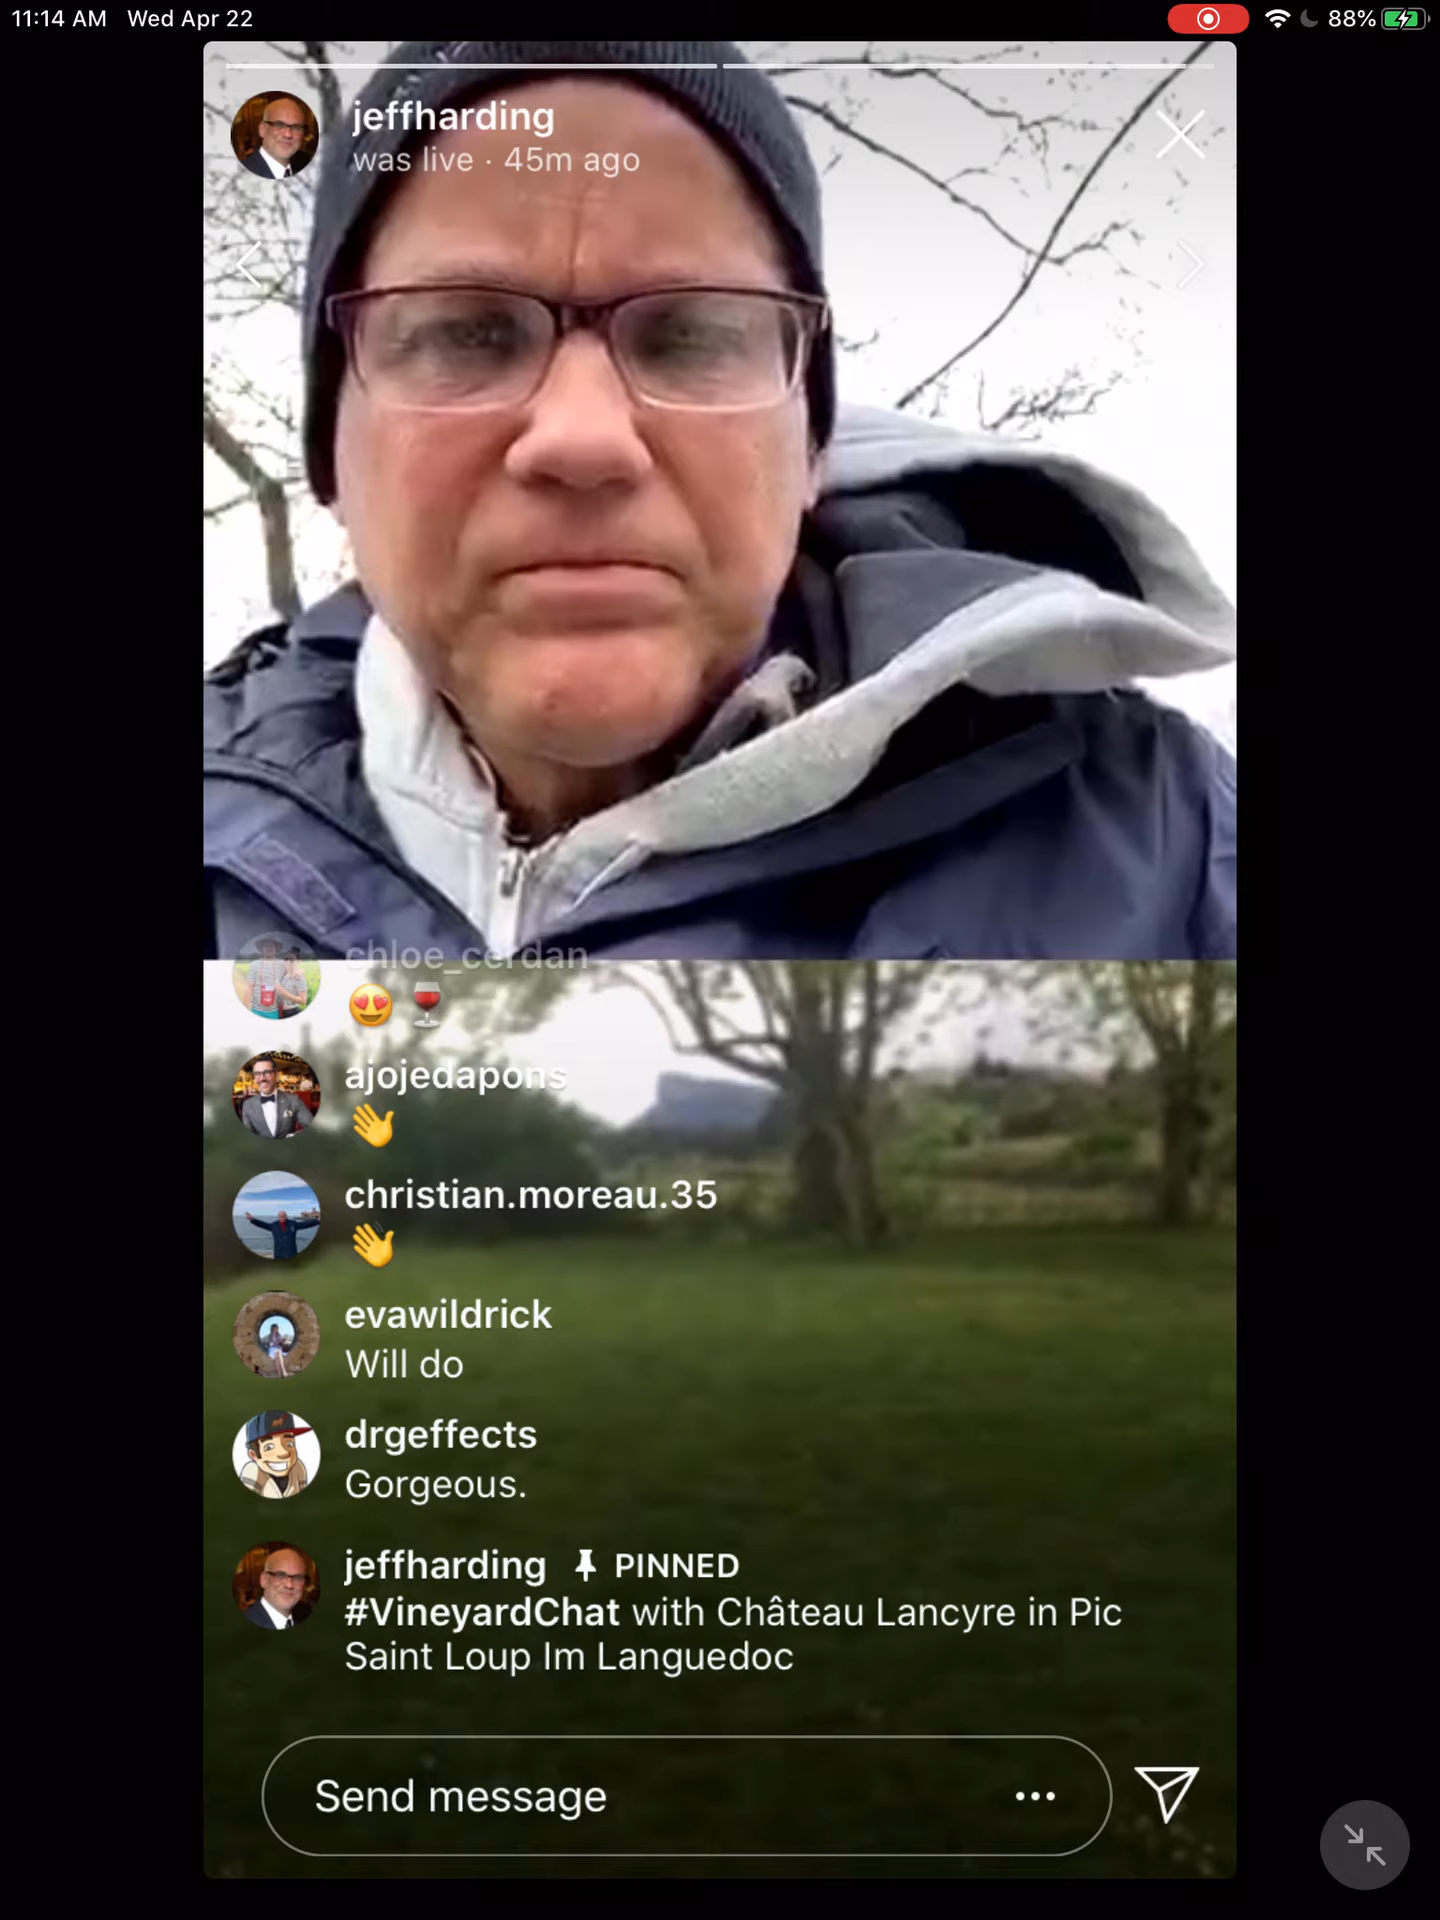 11:14 AM Wed Apr 22
88%
jeffharding
was live · 45m ago
chloe_cerdan
😍 🍷
ajojedapons
👋
christian.moreau.35
👋
evawildrick
Will do
drgeffects
Gorgeous.
jeffharding 📌 PINNED
#VineyardChat with Château Lancyre in Pic
Saint Loup Im Languedoc
Send message